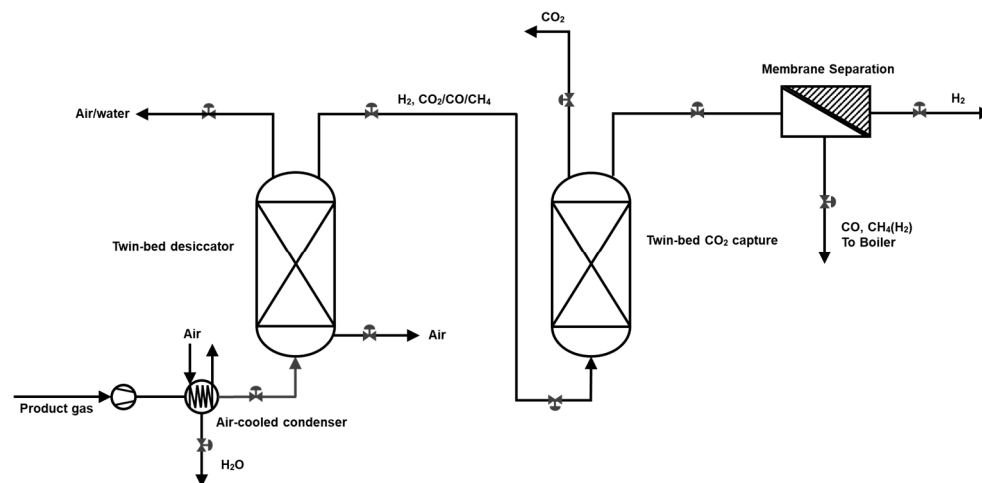 CO₂
Membrane Separation
Air/water
H₂, CO₂/CO/CH₄
H₂
Twin-bed desiccator
Twin-bed CO₂ capture
CO, CH₄(H₂)
To Boiler
Air
Air
Product gas
Air-cooled condenser
H₂O